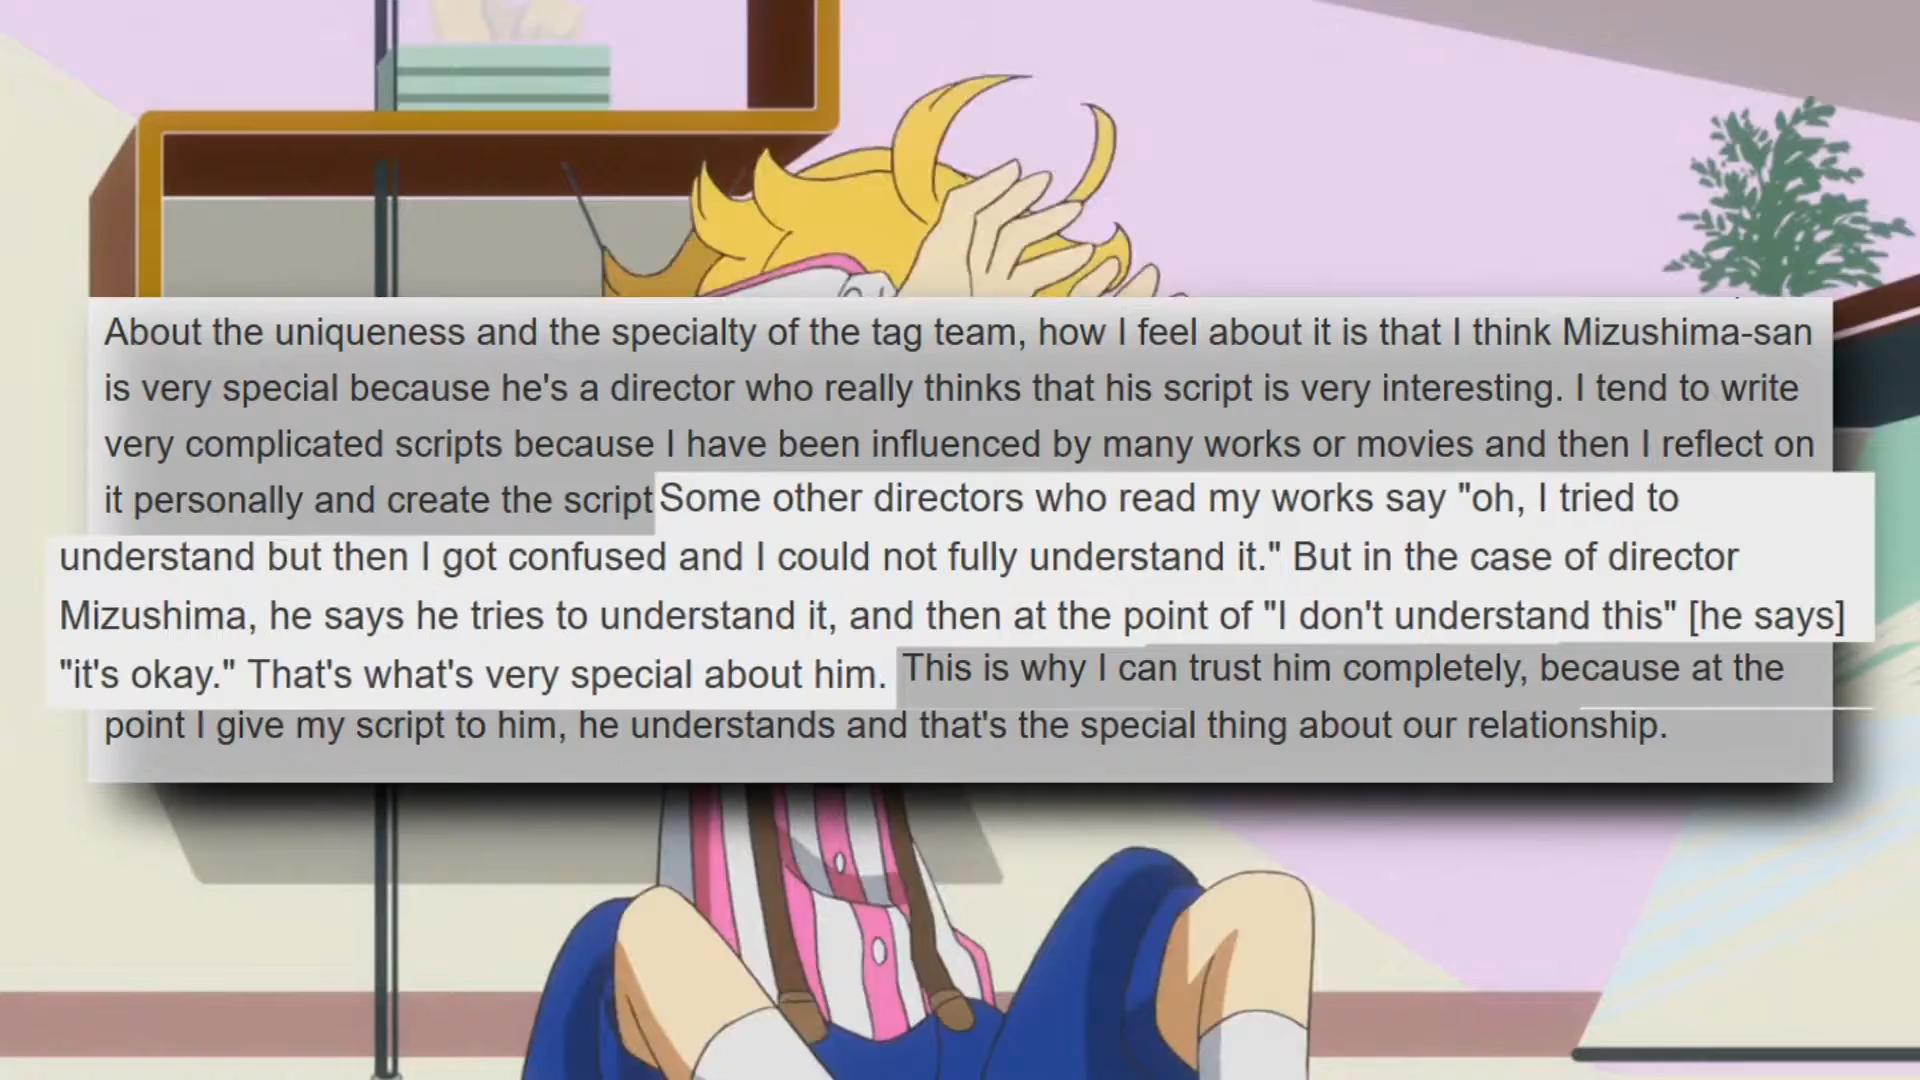 About the uniqueness and the specialty of the tag team, how I feel about it is that I think Mizushima-san
is very special because he's a director who really thinks that his script is very interesting. I tend to write
very complicated scripts because I have been influenced by many works or movies and then I reflect on
it personally and create the script Some other directors who read my works say "oh, I tried to
understand but then I got confused and I could not fully understand it." But in the case of director
Mizushima, he says he tries to understand it, and then at the point of "I don't understand this" [he says]
"it's okay." That's what's very special about him. This is why I can trust him completely, because at the
point I give my script to him, he understands and that's the special thing about our relationship.